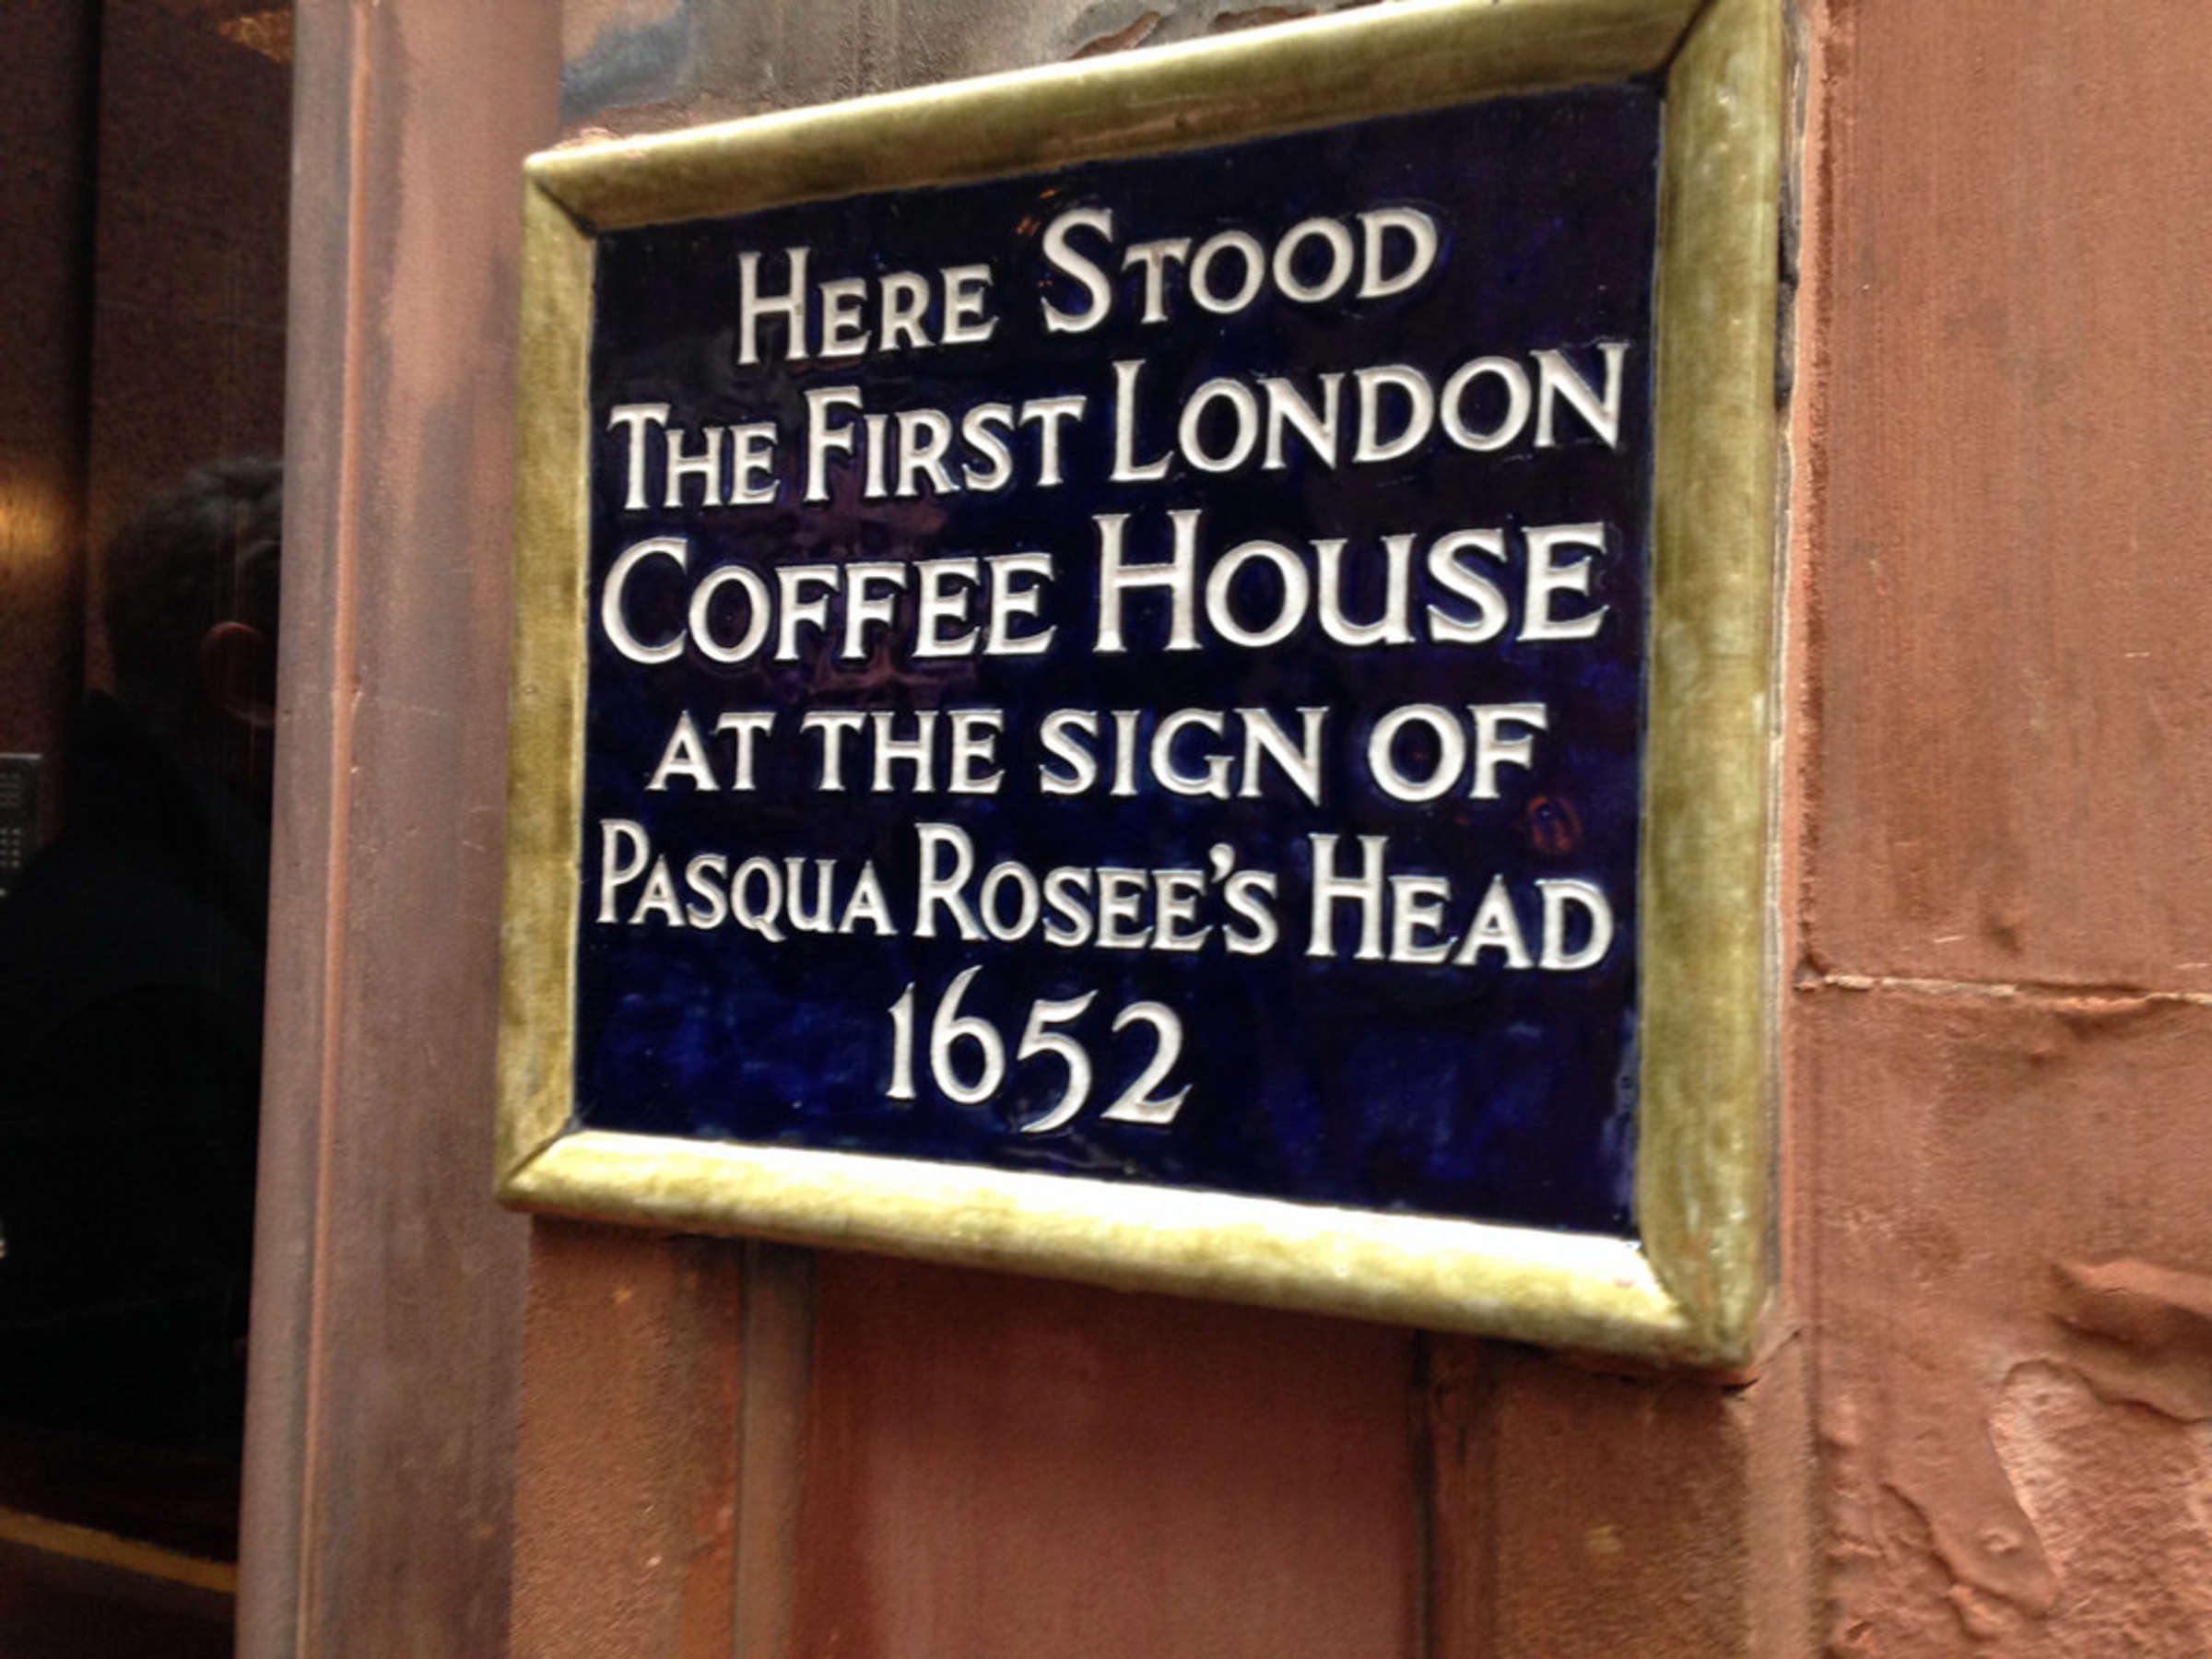 HERE STOOD
THE FIRST LONDON
COFFEE HOUSE
AT THE SIGN OF
PASQUA ROSEE'S HEAD
1652